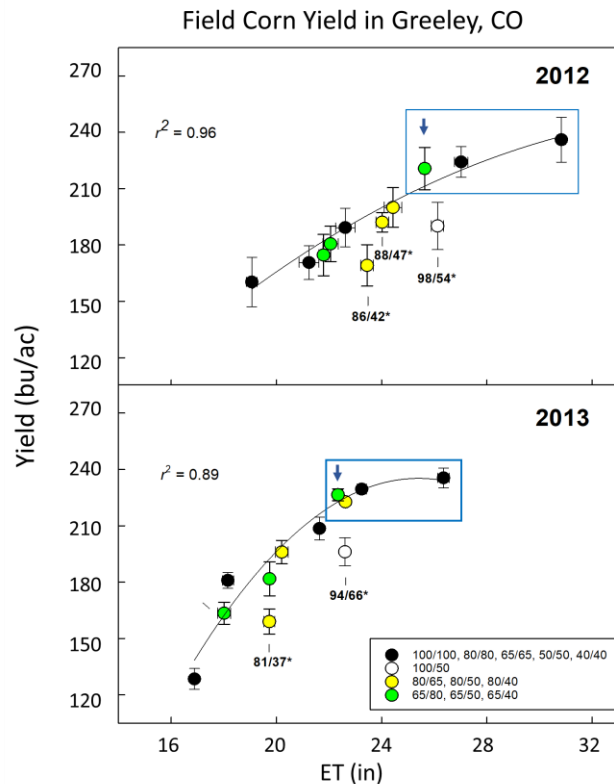 Field Corn Yield in Greeley, CO
2012
270
240
210
180
150
120
r² = 0.96
88/47*
98/54*
86/42*
Yield (bu/ac)
2013
270
240
210
180
150
120
r² = 0.89
94/66*
81/37*
100/100, 80/80, 65/65, 50/50, 40/40
100/50
80/65, 80/50, 80/40
65/80, 65/50, 65/40
16 20 24 28 32
ET (in)